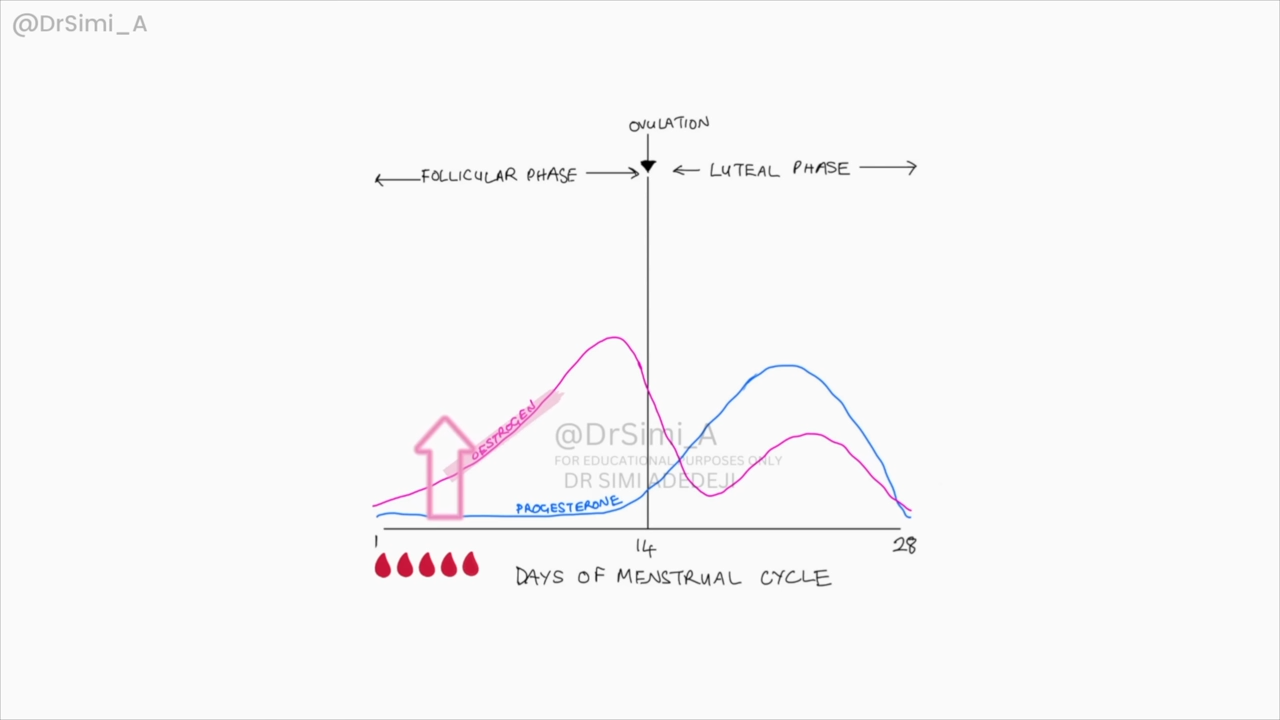 @DrSimi_A
OVULATION
FOLLICULAR PHASE
LUTEAL PHASE
OESTROGEN
@DrSimi_A
FOR EDUCATIONAL PURPOSES ONLY
DR SIMI ADEDEJI
PROGESTERONE
1
14
28
DAYS OF MENSTRUAL CYCLE